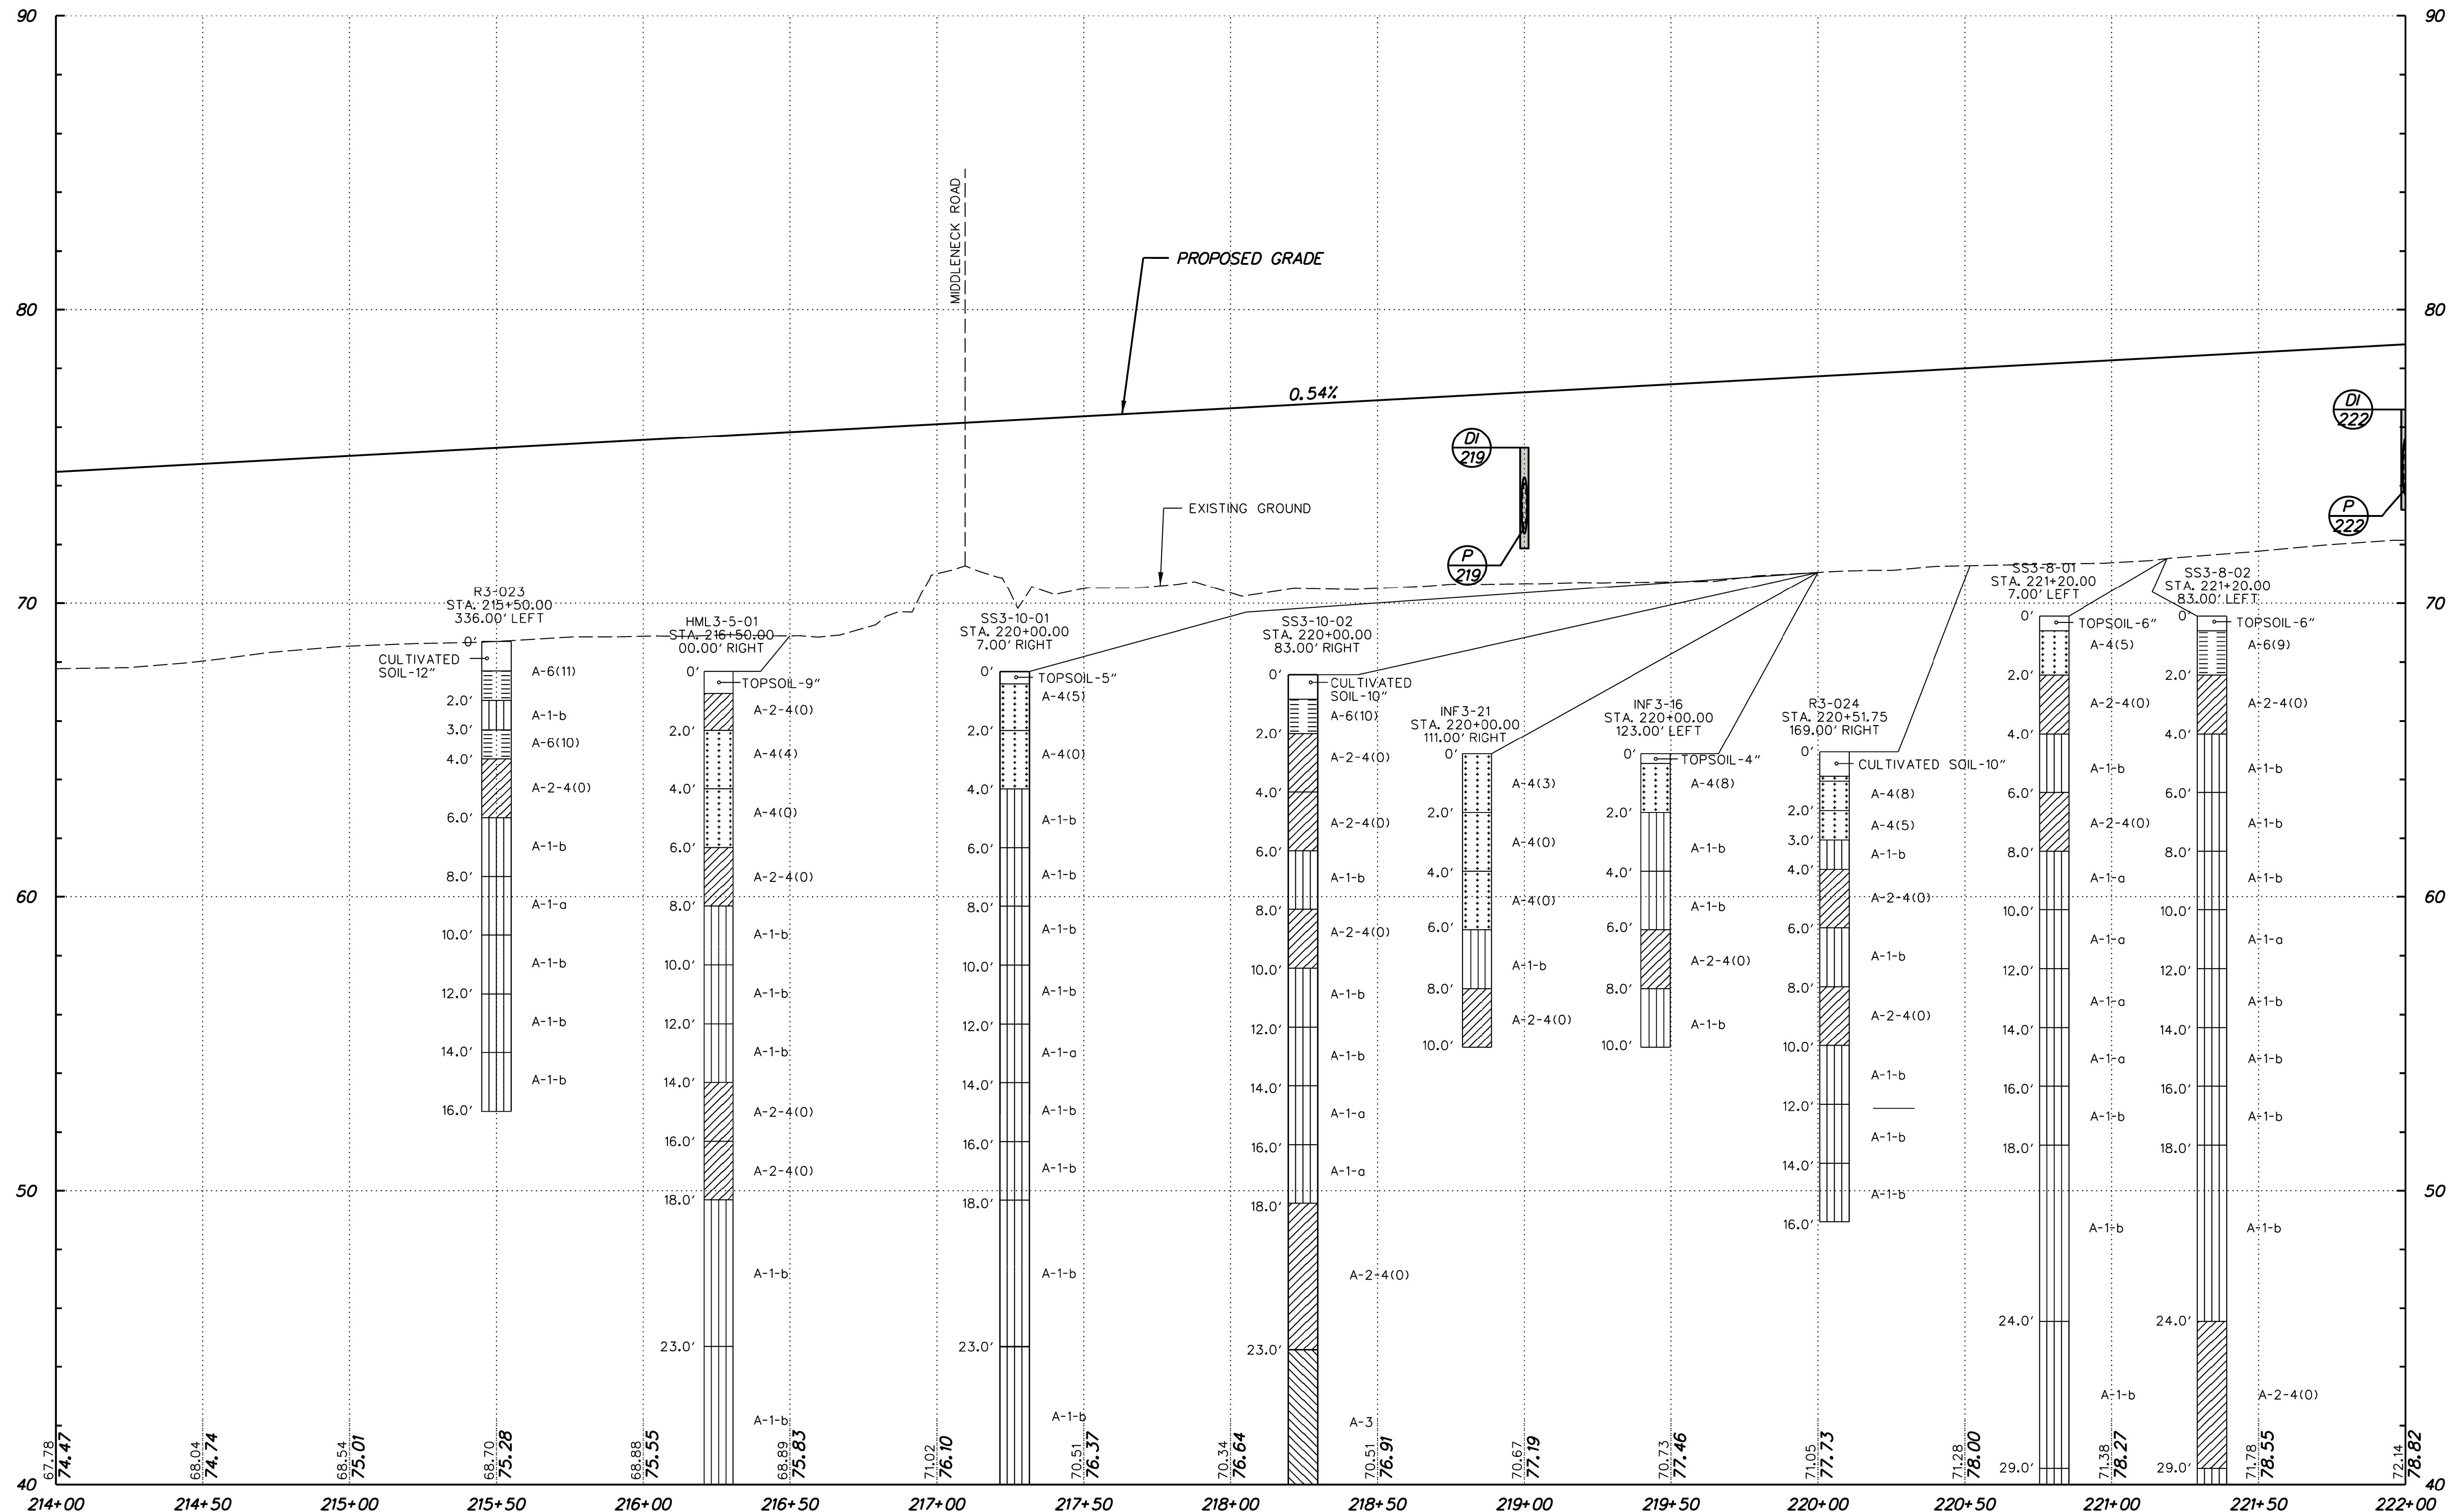 90
90
80
80
70
70
60
60
50
50
40
40
MIDDLENECK ROAD
PROPOSED GRADE
0.54%
EXISTING GROUND
DI
219
P
219
DI
222
P
222
R3-023
STA. 215+50.00
336.00' LEFT
0'
CULTIVATED
SOIL-12"
A-6(11)
2.0'
A-1-b
3.0'
A-6(10)
4.0'
A-2-4(0)
6.0'
A-1-b
8.0'
A-1-a
10.0'
A-1-b
12.0'
A-1-b
14.0'
A-1-b
16.0'
HML3-5-01
STA. 216+50.00
00.00' RIGHT
0'
TOPSOIL-9"
A-2-4(0)
2.0'
A-4(4)
4.0'
A-4(0)
6.0'
A-2-4(0)
8.0'
A-1-b
10.0'
A-1-b
12.0'
A-1-b
14.0'
A-2-4(0)
16.0'
A-2-4(0)
18.0'
A-1-b
23.0'
A-1-b
SS3-10-01
STA. 220+00.00
7.00' RIGHT
0'
TOPSOIL-5"
A-4(5)
2.0'
A-4(0)
4.0'
A-1-b
6.0'
A-1-b
8.0'
A-1-b
10.0'
A-1-b
12.0'
A-1-a
14.0'
A-1-b
16.0'
A-1-b
18.0'
A-1-b
23.0'
A-1-b
SS3-10-02
STA. 220+00.00
83.00' RIGHT
0'
CULTIVATED
SOIL-10"
A-6(10)
2.0'
A-2-4(0)
4.0'
A-2-4(0)
6.0'
A-1-b
8.0'
A-2-4(0)
10.0'
A-1-b
12.0'
A-1-b
14.0'
A-1-a
16.0'
A-1-a
18.0'
A-2-4(0)
23.0'
A-3
INF3-21
STA. 220+00.00
111.00' RIGHT
0'
A-4(3)
2.0'
A-4(0)
4.0'
A-4(0)
6.0'
A-1-b
8.0'
A-2-4(0)
10.0'
INF3-16
STA. 220+00.00
123.00' LEFT
0'
TOPSOIL-4"
A-4(8)
2.0'
A-1-b
4.0'
A-1-b
6.0'
A-2-4(0)
8.0'
A-1-b
10.0'
R3-024
STA. 220+51.75
169.00' RIGHT
0'
CULTIVATED SOIL-10"
A-4(8)
2.0'
A-4(5)
3.0'
A-1-b
4.0'
A-2-4(0)
6.0'
A-1-b
8.0'
A-2-4(0)
10.0'
A-1-b
12.0'
A-1-b
14.0'
A-1-b
16.0'
SS3-8-01
STA. 221+20.00
7.00' LEFT
0'
TOPSOIL-6"
A-4(5)
2.0'
A-2-4(0)
4.0'
A-1-b
6.0'
A-2-4(0)
8.0'
A-1-a
10.0'
A-1-a
12.0'
A-1-a
14.0'
A-1-a
16.0'
A-1-b
18.0'
A-1-b
24.0'
A-1-b
29.0'
SS3-8-02
STA. 221+20.00
83.00' LEFT
0'
TOPSOIL-6"
A-6(9)
2.0'
A-2-4(0)
4.0'
A-1-b
6.0'
A-1-b
8.0'
A-1-b
10.0'
A-1-a
12.0'
A-1-b
14.0'
A-1-b
16.0'
A-1-b
18.0'
A-1-b
24.0'
A-2-4(0)
29.0'
67.78
74.47
68.04
74.74
68.54
75.01
68.70
75.28
68.88
75.55
68.89
75.83
71.02
76.10
70.51
76.37
70.34
76.64
70.51
76.91
70.67
77.19
70.73
77.46
71.05
77.73
71.28
78.00
71.38
78.27
71.78
78.55
72.14
78.82
214+00
214+50
215+00
215+50
216+00
216+50
217+00
217+50
218+00
218+50
219+00
219+50
220+00
220+50
221+00
221+50
222+00